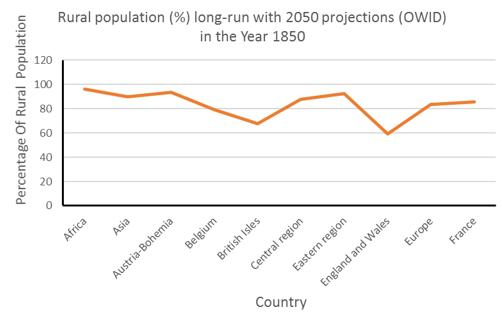 Rural population (%) long-run with 2050 projections (OWID)
in the Year 1850
Percentage Of Rural Population
120
100
80
60
40
20
0
Africa
Asia
Austria-Bohemia
Belgium
British Isles
Central region
Eastern region
England and Wales
Europe
France
Country